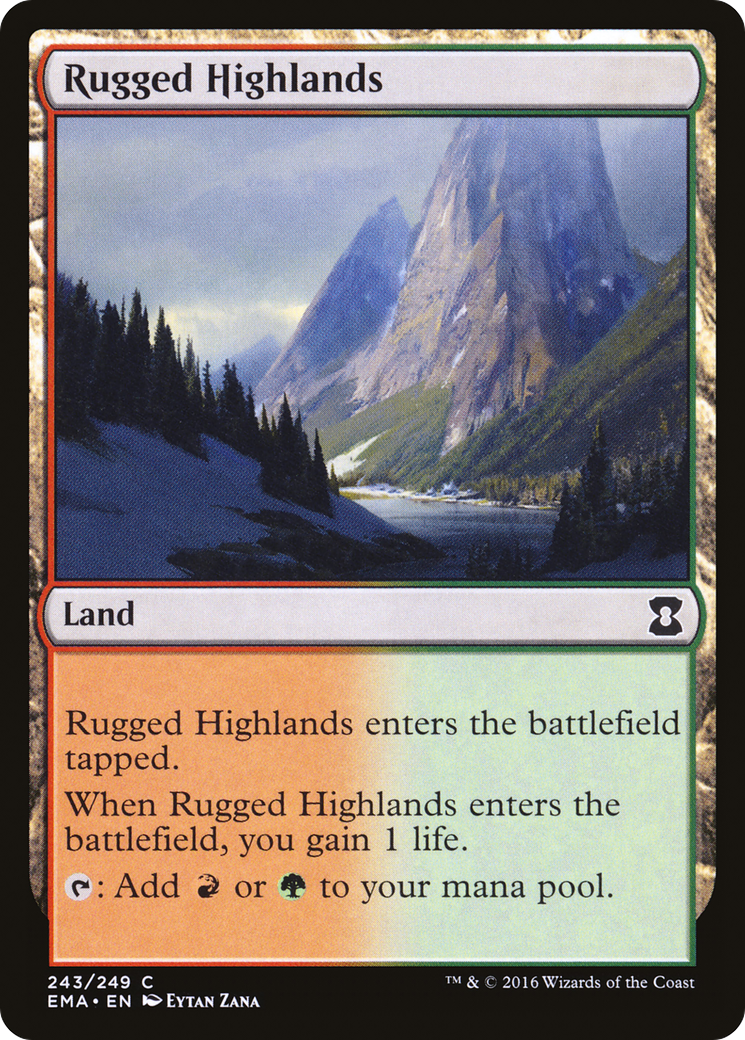 Rugged Highlands
Land
Rugged Highlands enters the battlefield
tapped.
When Rugged Highlands enters the
battlefield, you gain 1 life.
: Add or to your mana pool.
243/249 C
EMA • EN Eytan Zana
™ & © 2016 Wizards of the Coast